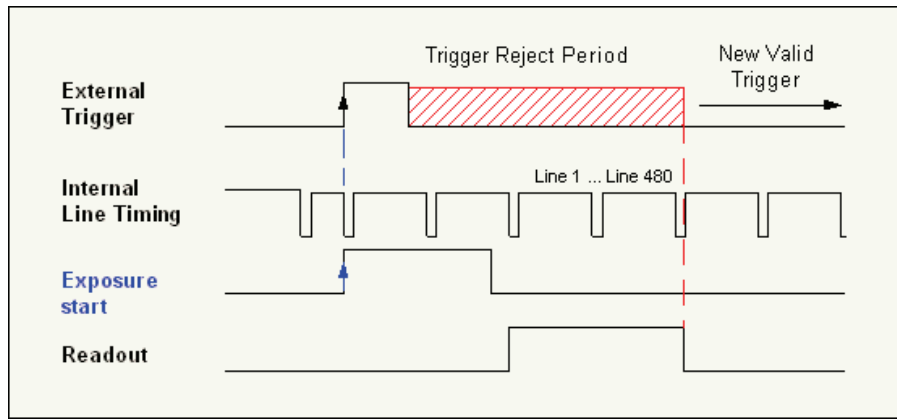 Trigger Reject Period
New Valid
Trigger
External
Trigger
Line 1 ... Line 480
Internal
Line Timing
Exposure
start
Readout